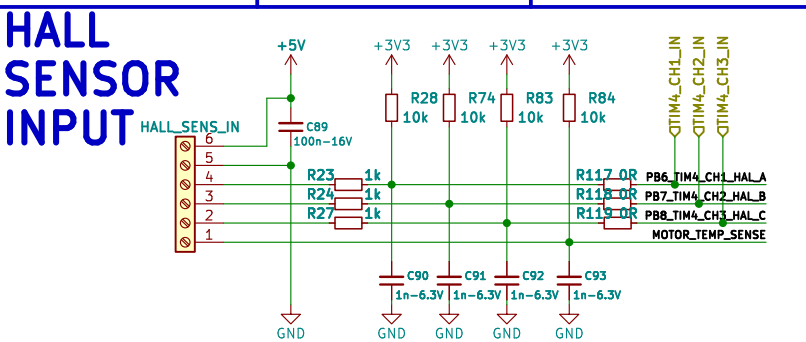 HALL
SENSOR
INPUT
+5V
+3V3
+3V3
+3V3
+3V3
TIM4_CH1_IN
TIM4_CH2_IN
TIM4_CH3_IN
R28
10k
R74
10k
R83
10k
R84
10k
HALL_SENS_IN
C89
100n-16V
6
5
4
3
2
1
R23 1k
R24 1k
R27 1k
R117 0R
R118 0R
R119 0R
PB6_TIM4_CH1_HAL_A
PB7_TIM4_CH2_HAL_B
PB8_TIM4_CH3_HAL_C
MOTOR_TEMP_SENSE
C90
1n-6.3V
C91
1n-6.3V
C92
1n-6.3V
C93
1n-6.3V
GND
GND
GND
GND
GND